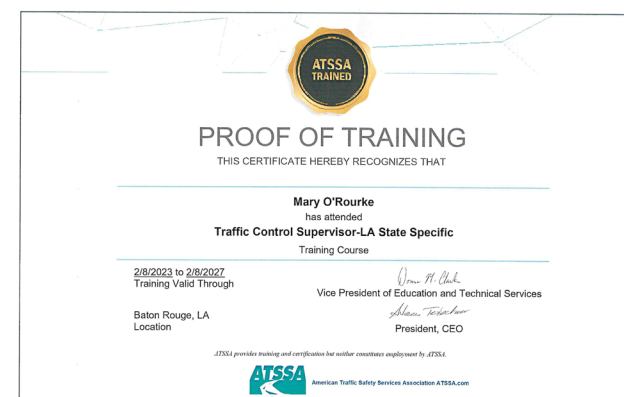 ATSSA
TRAINED
PROOF OF TRAINING
THIS CERTIFICATE HEREBY RECOGNIZES THAT
Mary O'Rourke
has attended
Traffic Control Supervisor-LA State Specific
Training Course
2/8/2023 to 2/8/2027
Training Valid Through
Vice President of Education and Technical Services
Baton Rouge, LA
Location
President, CEO
ATSSA provides training and certification but neither constitutes employment by ATSSA.
ATSSA
American Traffic Safety Services Association ATSSA.com